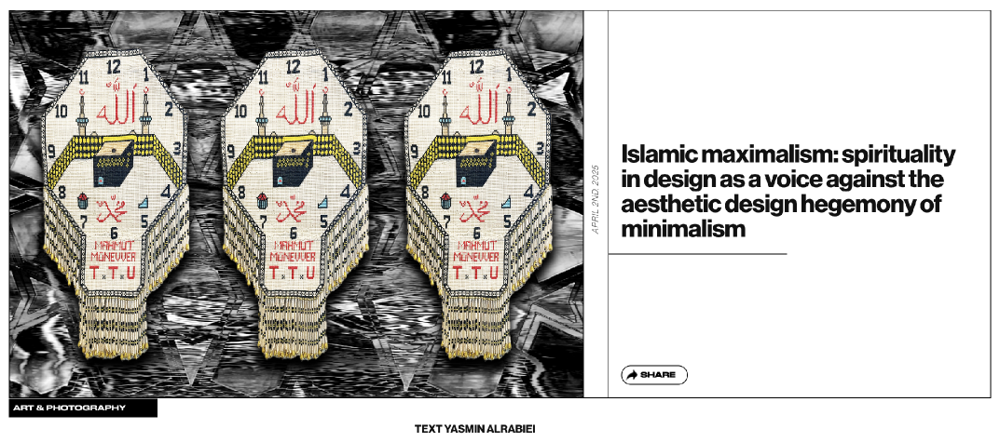 12
11 1
الله
10 2
9 3
8 4
محمد
7 5
6
MAHMUT
MÜNEVVER
T x T x U
12
11 1
الله
10 2
9 3
8 4
محمد
7 5
6
MAHMUT
MÜNEVVER
T x T x U
12
11 1
الله
10 2
9 3
8 4
محمد
7 5
6
MAHMUT
MÜNEVVER
T x T x U
APRIL 2ND, 2025
Islamic maximalism: spirituality
in design as a voice against the
aesthetic design hegemony of
minimalism
SHARE
ART & PHOTOGRAPHY
TEXT YASMIN ALRABIEI